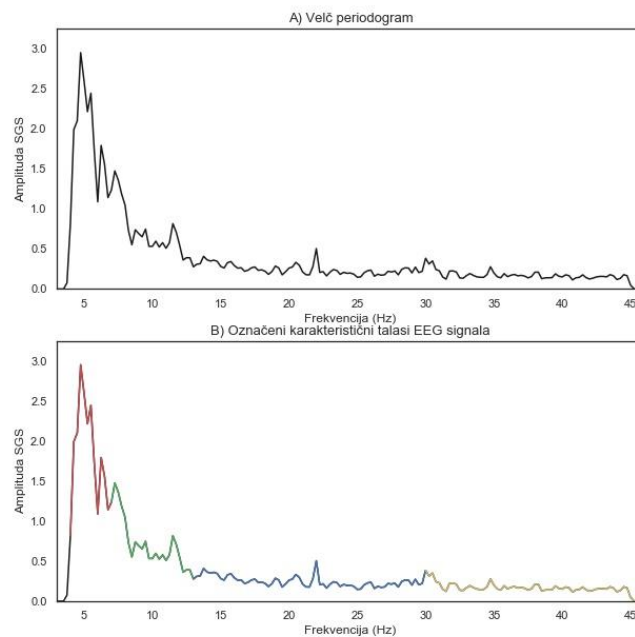 A) Velč periodogram
3.0
2.5
2.0
1.5
1.0
0.5
0.0
Amplituda SGS
5 10 15 20 25 30 35 40 45
Frekvencija (Hz)
B) Označeni karakteristični talasi EEG signala
3.0
2.5
2.0
1.5
1.0
0.5
0.0
Amplituda SGS
5 10 15 20 25 30 35 40 45
Frekvencija (Hz)